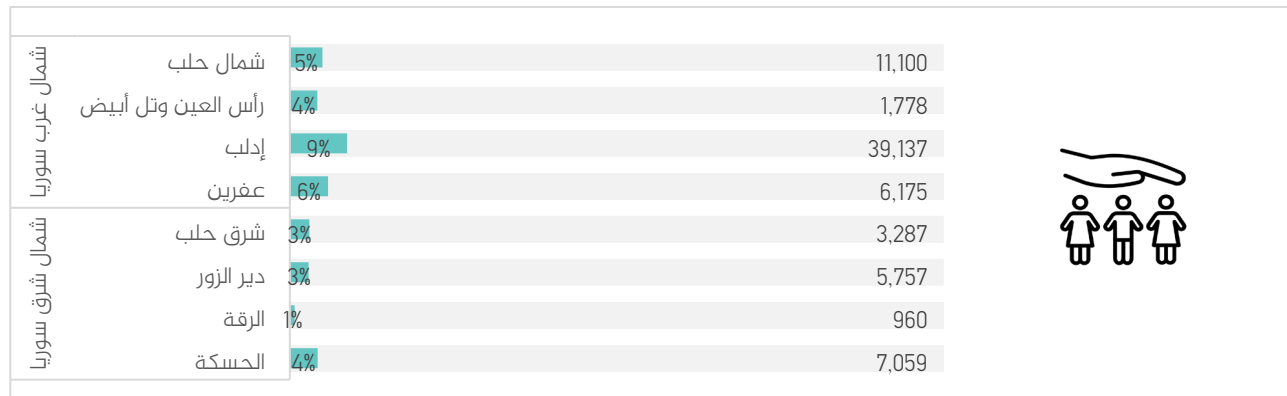 شمال غرب سوريا
شمال حلب 5% 11,100
رأس العين وتل أبيض 4% 1,778
إدلب 9% 39,137
عفرين 6% 6,175
شمال شرق سوريا
شرق حلب 3% 3,287
دير الزور 3% 5,757
الرقة 1% 960
الحسكة 4% 7,059